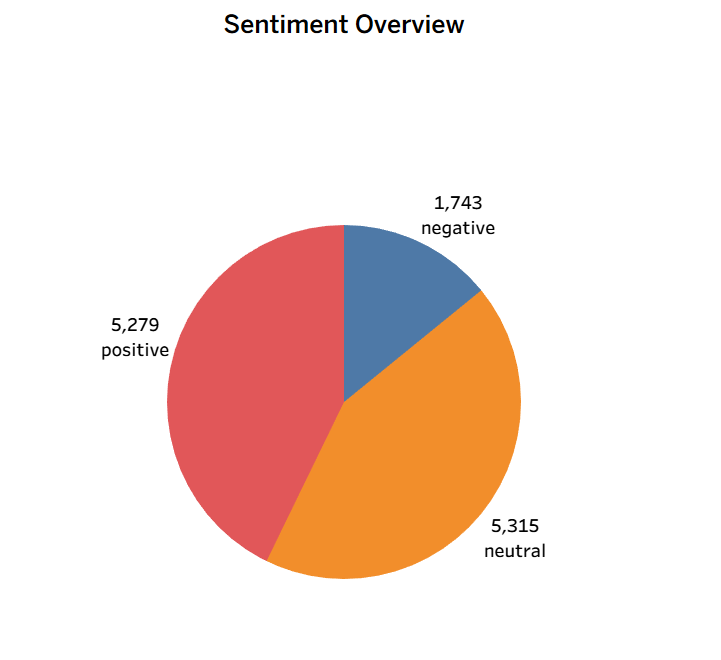 Sentiment Overview
1,743
negative
5,279
positive
5,315
neutral